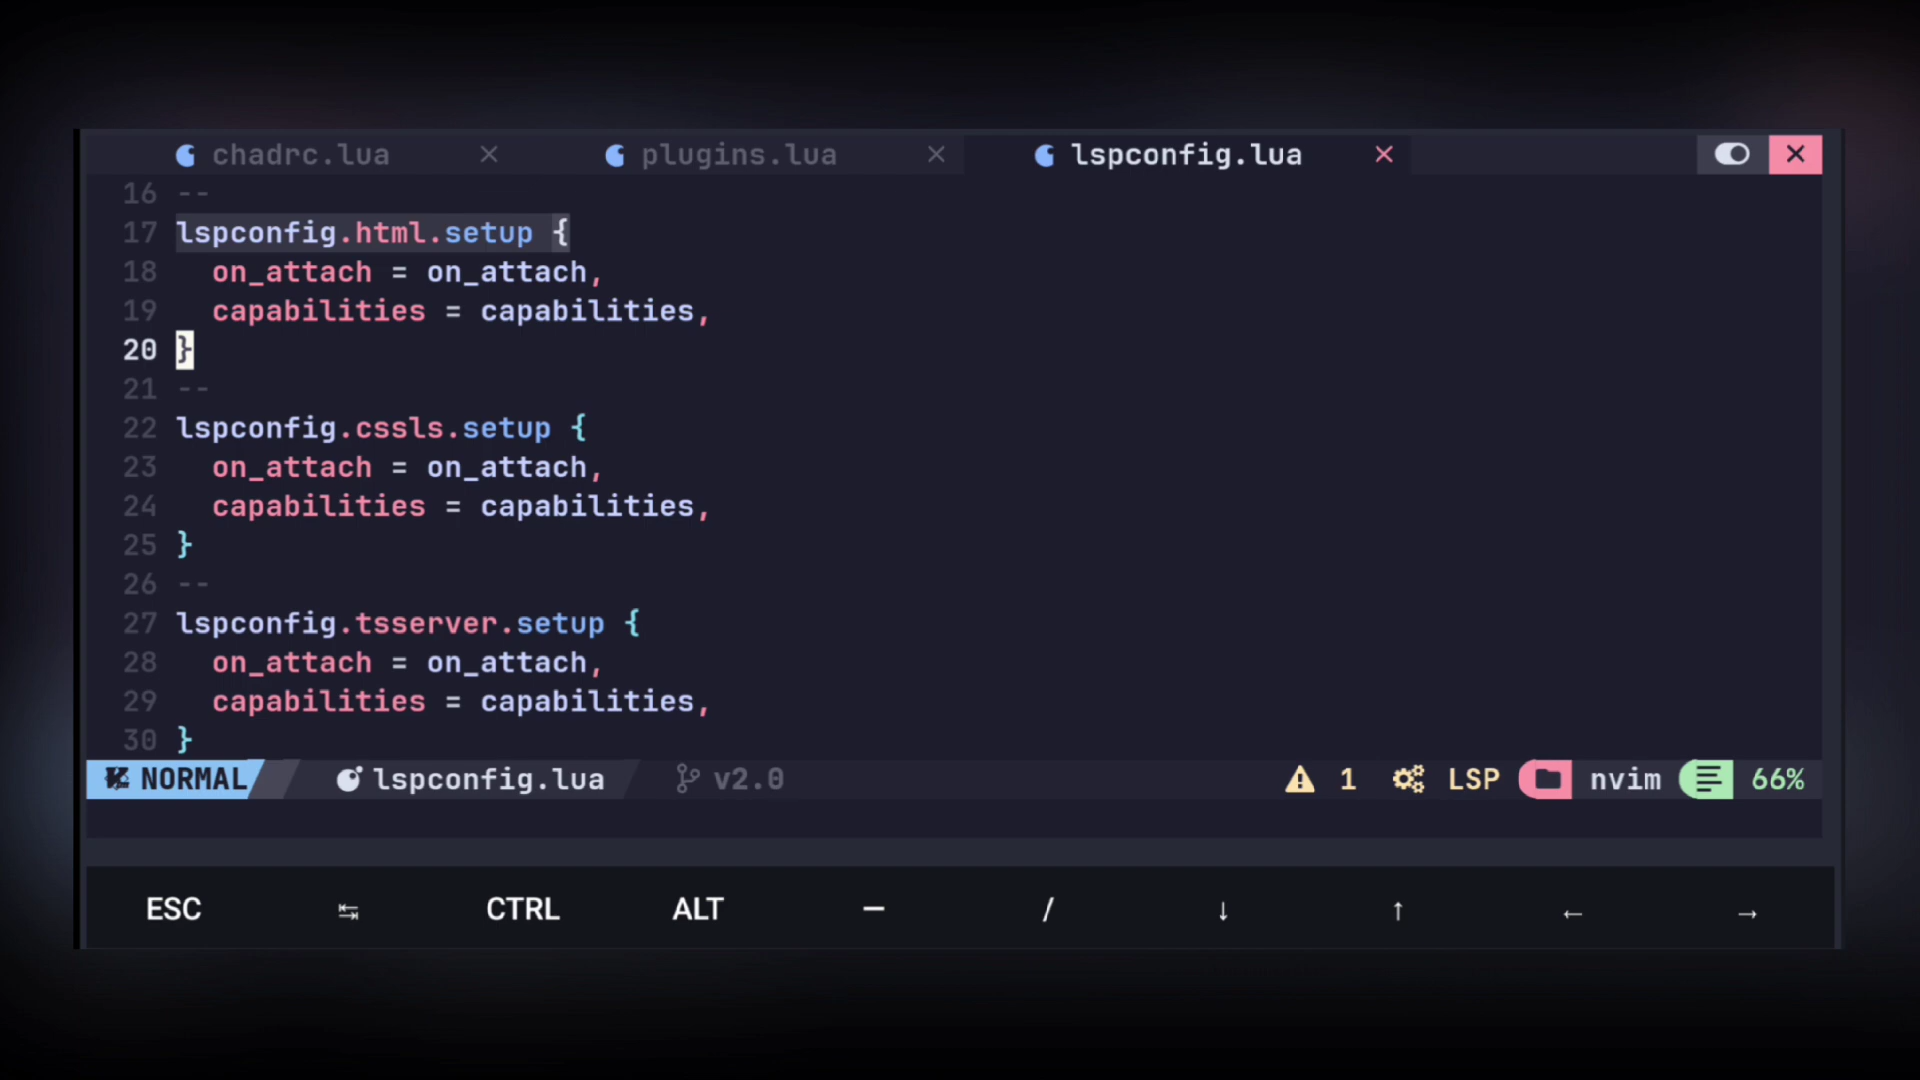 chadrc.lua × plugins.lua × lspconfig.lua × ×
16 --
17 lspconfig.html.setup {
18   on_attach = on_attach,
19   capabilities = capabilities,
20 }
21 --
22 lspconfig.cssls.setup {
23   on_attach = on_attach,
24   capabilities = capabilities,
25 }
26 --
27 lspconfig.tsserver.setup {
28   on_attach = on_attach,
29   capabilities = capabilities,
30 }
NORMAL lspconfig.lua v2.0 1 LSP nvim 66%
ESC ↹ CTRL ALT — / ↓ ↑ ← →